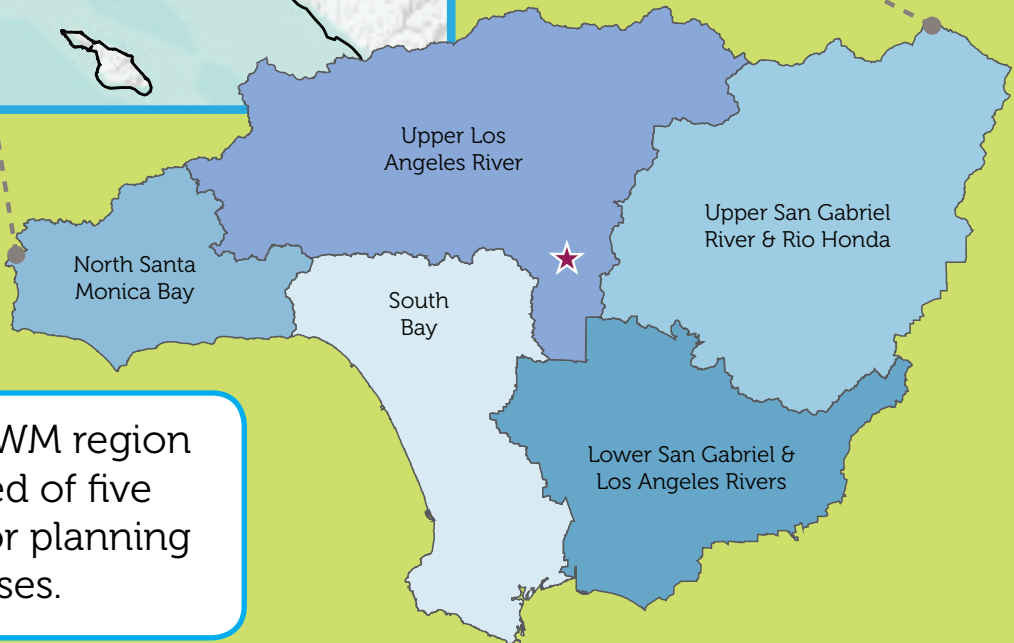 Upper Los
Angeles River
Upper San Gabriel
River & Rio Honda
North Santa
Monica Bay
South
Bay
Lower San Gabriel &
Los Angeles Rivers
WM region
ed of five
or planning
ses.